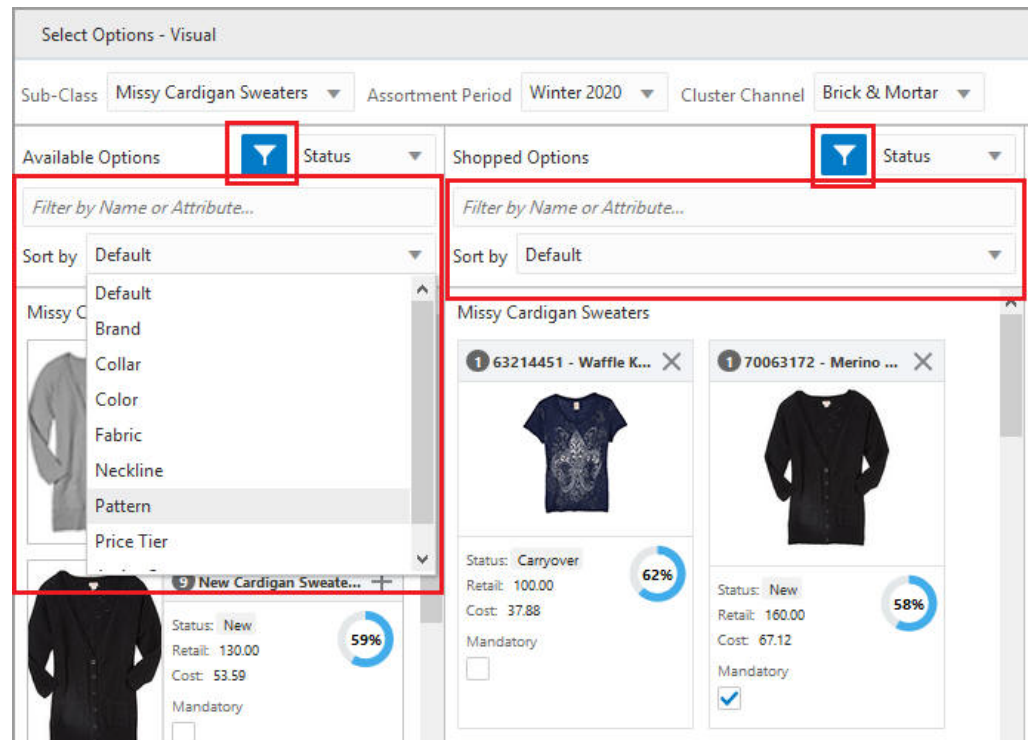 Select Options - Visual
Sub-Class Missy Cardigan Sweaters Assortment Period Winter 2020 Cluster Channel Brick & Mortar
Available Options Status
Filter by Name or Attribute...
Sort by Default
Default
Brand
Collar
Color
Fabric
Neckline
Pattern
Price Tier
Missy C
9 New Cardigan Sweate...
Status: New
Retail: 130.00
Cost: 53.59
59%
Mandatory
Shopped Options Status
Filter by Name or Attribute...
Sort by Default
Missy Cardigan Sweaters
1 63214451 - Waffle K...
Status: Carryover
Retail: 100.00
Cost: 37.88
62%
Mandatory
1 70063172 - Merino ...
Status: New
Retail: 160.00
Cost: 67.12
58%
Mandatory